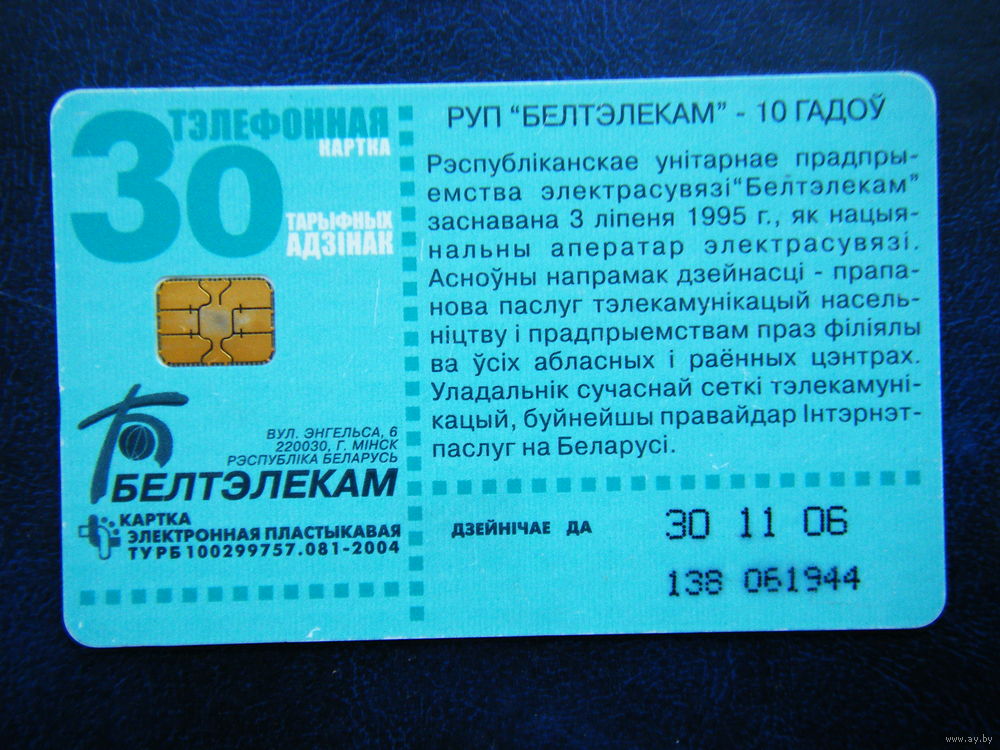 30
ТЭЛЕФОННАЯ
КАРТКА
ТАРЫФНЫХ
АДЗІНАК
ВУЛ. ЭНГЕЛЬСА, 6
220030, Г. МІНСК
РЭСПУБЛІКА БЕЛАРУСЬ
БЕЛТЭЛЕКАМ
КАРТКА
ЭЛЕКТРОННАЯ ПЛАСТЫКАВАЯ
ТУ РБ 100299757.081-2004
РУП "БЕЛТЭЛЕКАМ" - 10 ГАДОЎ
Рэспубліканскае унітарнае прадпры-
емства электрасувязі"Белтэлекам"
заснавана 3 ліпеня 1995 г., як нацыя-
нальны аператар электрасувязі.
Асноўны напрамак дзейнасці - прапа-
нова паслуг тэлекамунікацый насель-
ніцтву і прадпрыемствам праз філіялы
ва ўсіх абласных і раённых цэнтрах.
Уладальнік сучаснай сеткі тэлекамуні-
кацый, буйнейшы правайдар Інтэрнэт-
паслуг на Беларусі.
ДЗЕЙНІЧАЕ ДА 30 11 06
138 061944
www.ay.by